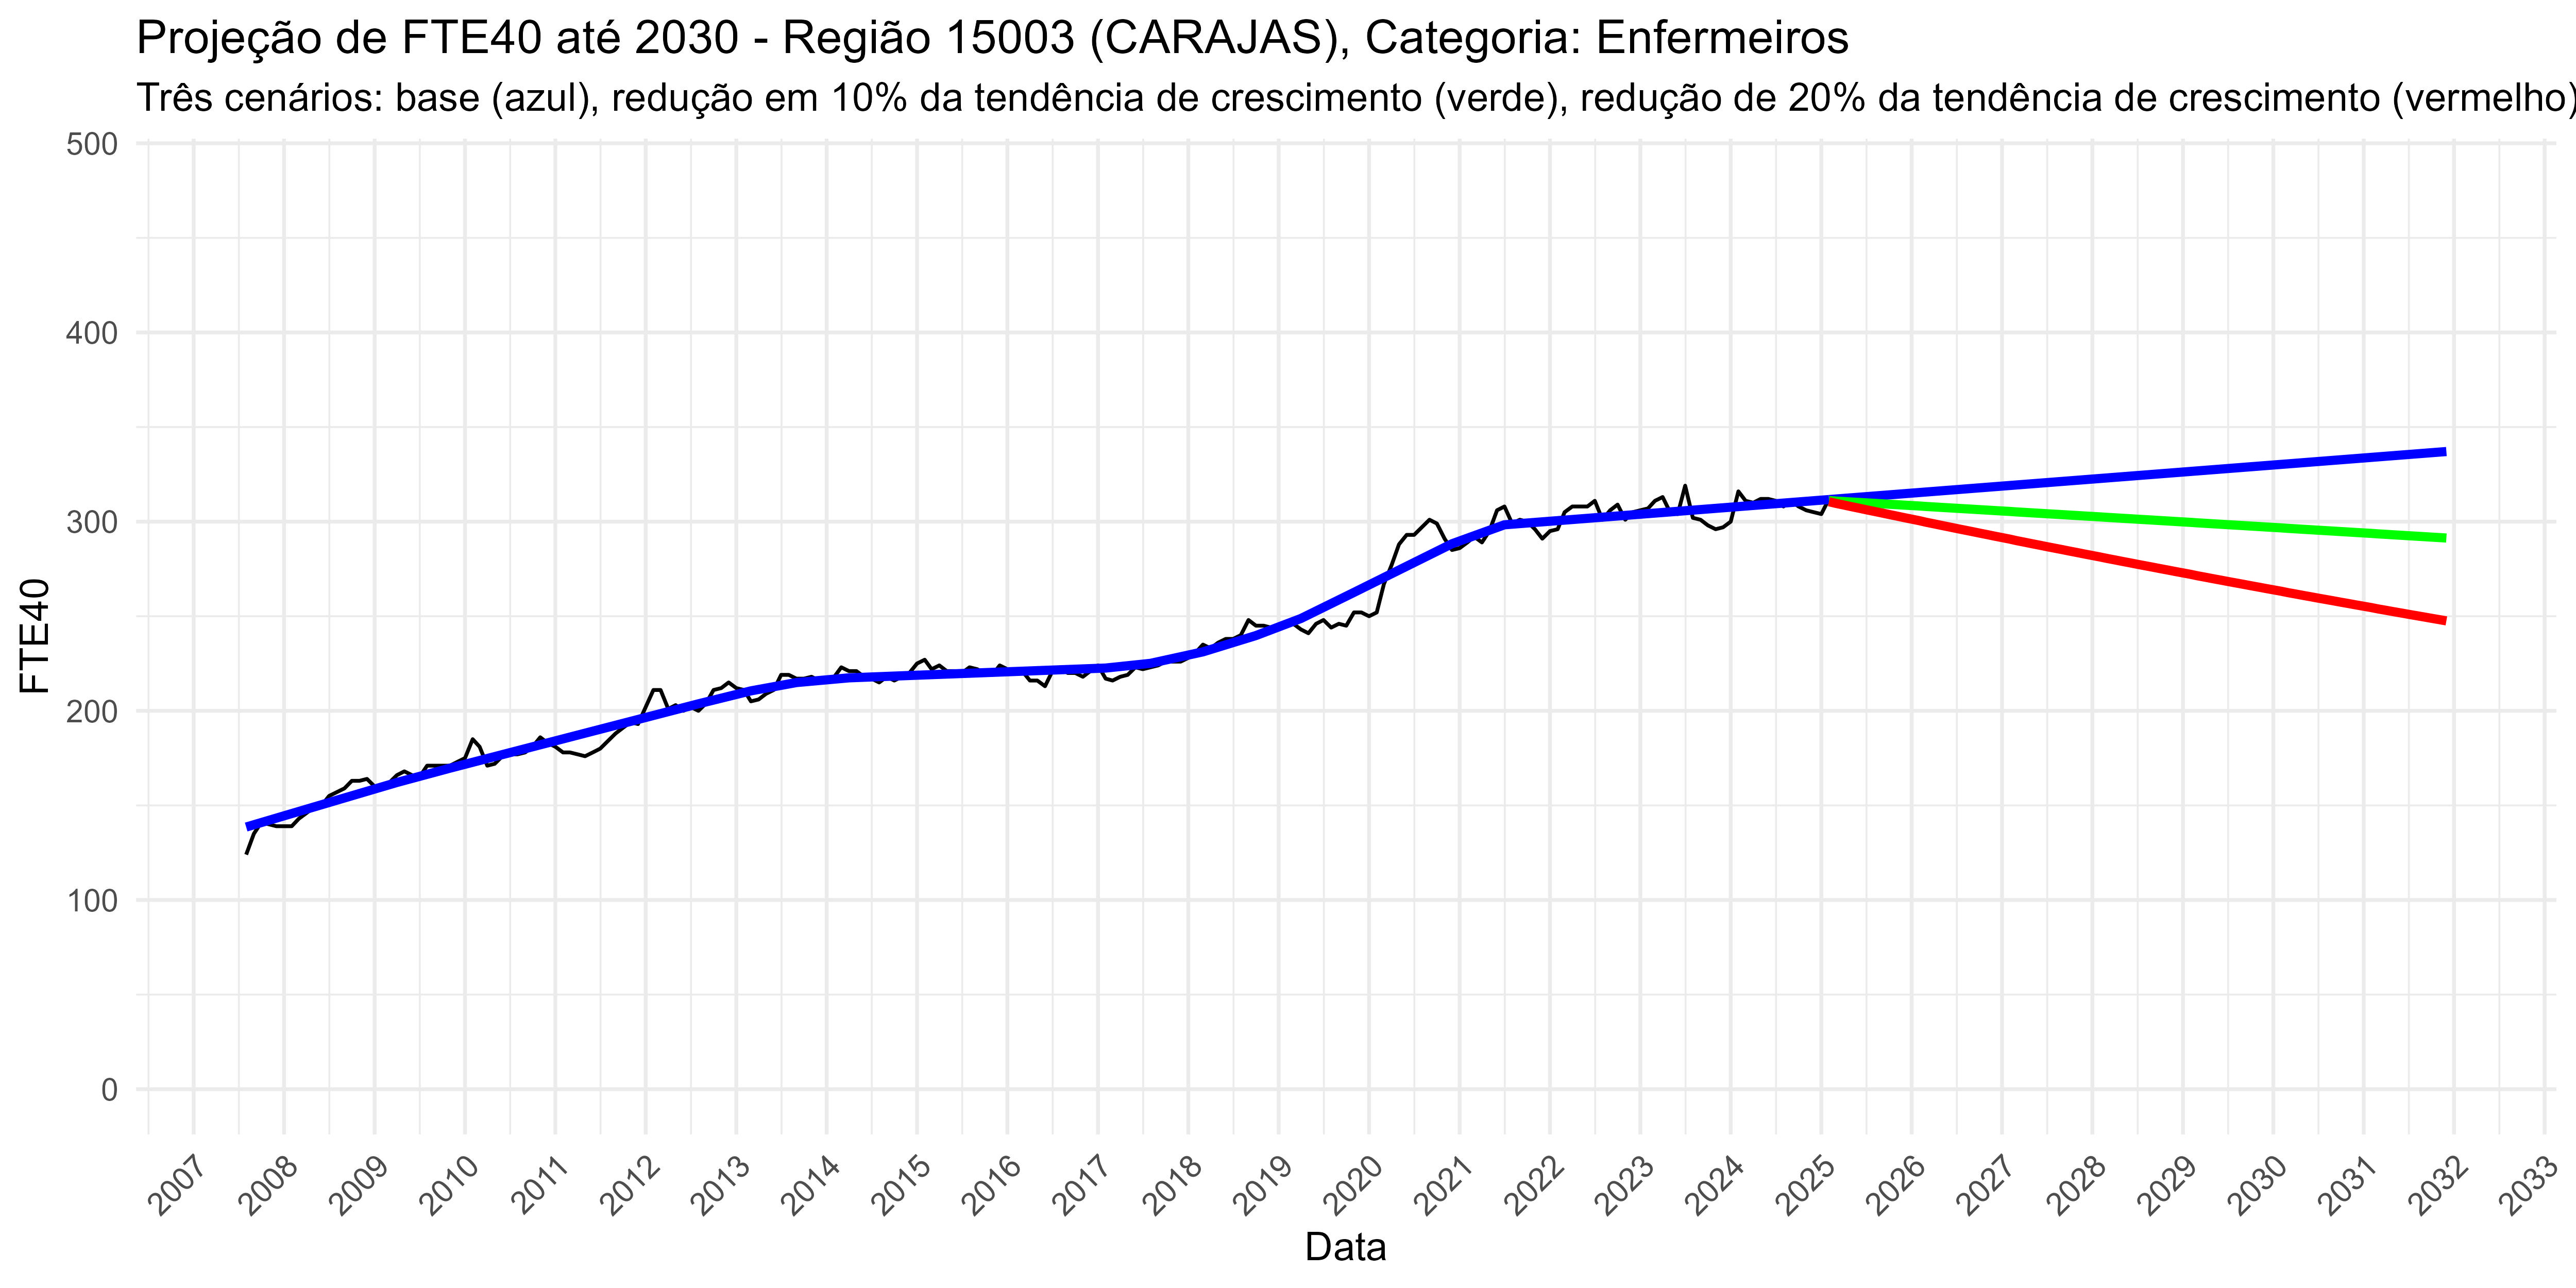 Projeção de FTE40 até 2030 - Região 15003 (CARAJAS), Categoria: Enfermeiros
Três cenários: base (azul), redução em 10% da tendência de crescimento (verde), redução de 20% da tendência de crescimento (vermelho)
500
400
300
200
100
0
FTE40
2007 2008 2009 2010 2011 2012 2013 2014 2015 2016 2017 2018 2019 2020 2021 2022 2023 2024 2025 2026 2027 2028 2029 2030 2031 2032 2033
Data